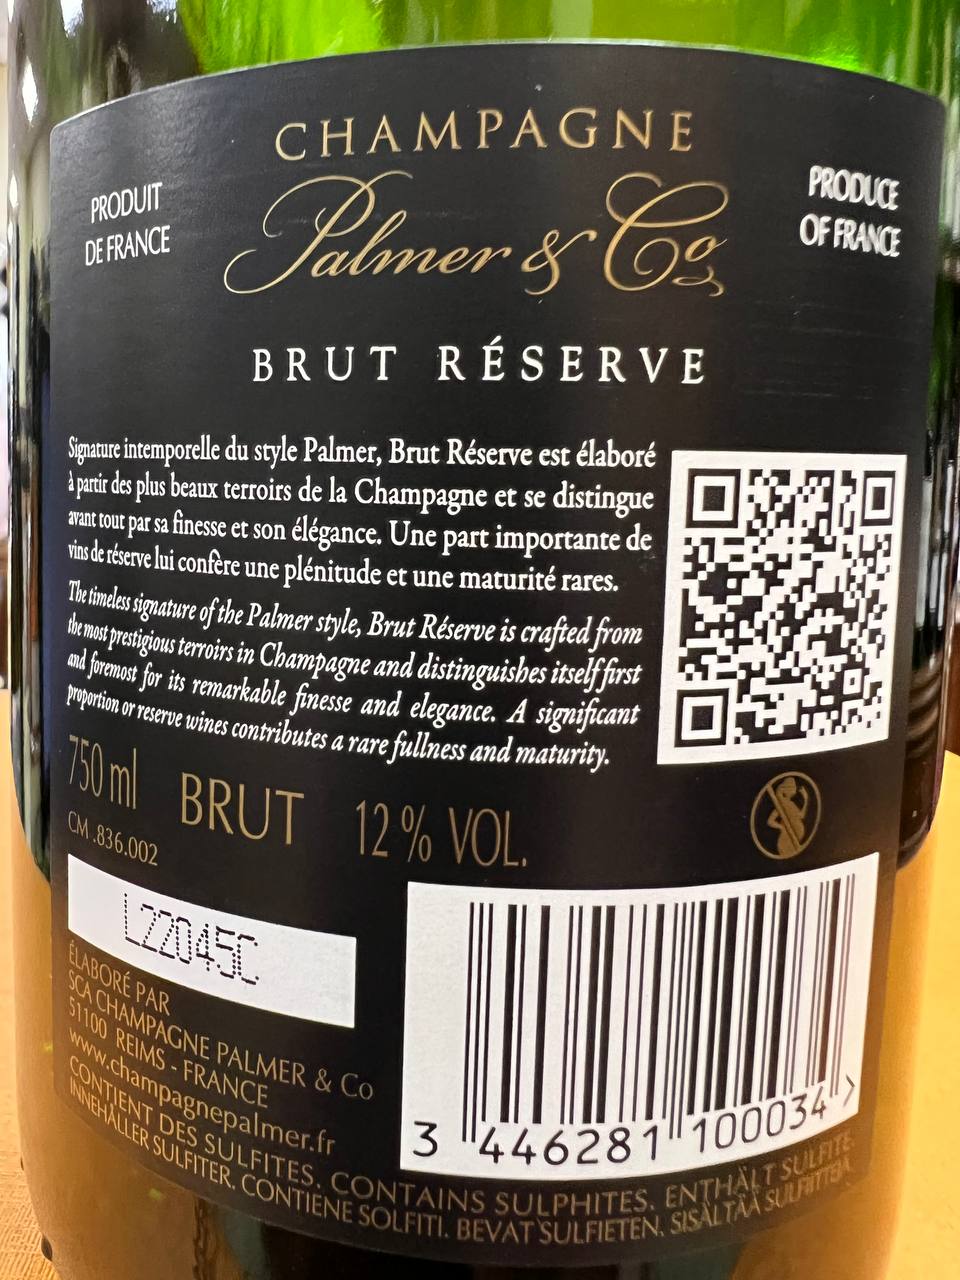 CHAMPAGNE
Palmer & Co
PRODUIT
DE FRANCE
PRODUCE
OF FRANCE
BRUT RÉSERVE
Signature intemporelle du style Palmer, Brut Réserve est élaboré
à partir des plus beaux terroirs de la Champagne et se distingue
avant tout par sa finesse et son élégance. Une part importante de
vins de réserve lui confère une plénitude et une maturité rares.
The timeless signature of the Palmer style, Brut Réserve is crafted from
the most prestigious terroirs in Champagne and distinguishes itself first
and foremost for its remarkable finesse and elegance. A significant
proportion or reserve wines contributes a rare fullness and maturity.
750 ml BRUT 12 % VOL.
CM .836.002
L22045C
ÉLABORÉ PAR
SCA CHAMPAGNE PALMER & Co
51100 REIMS - FRANCE
www.champagnepalmer.fr
CONTIENT DES SULFITES. CONTAINS SULPHITES. ENTHÄLT SULFITE
INNEHÅLLER SULFITER. CONTIENE SOLFITI. BEVAT SULFIETEN. SISÄLTÄÄ SULFIITTEJÄ
3 446281 100034 >